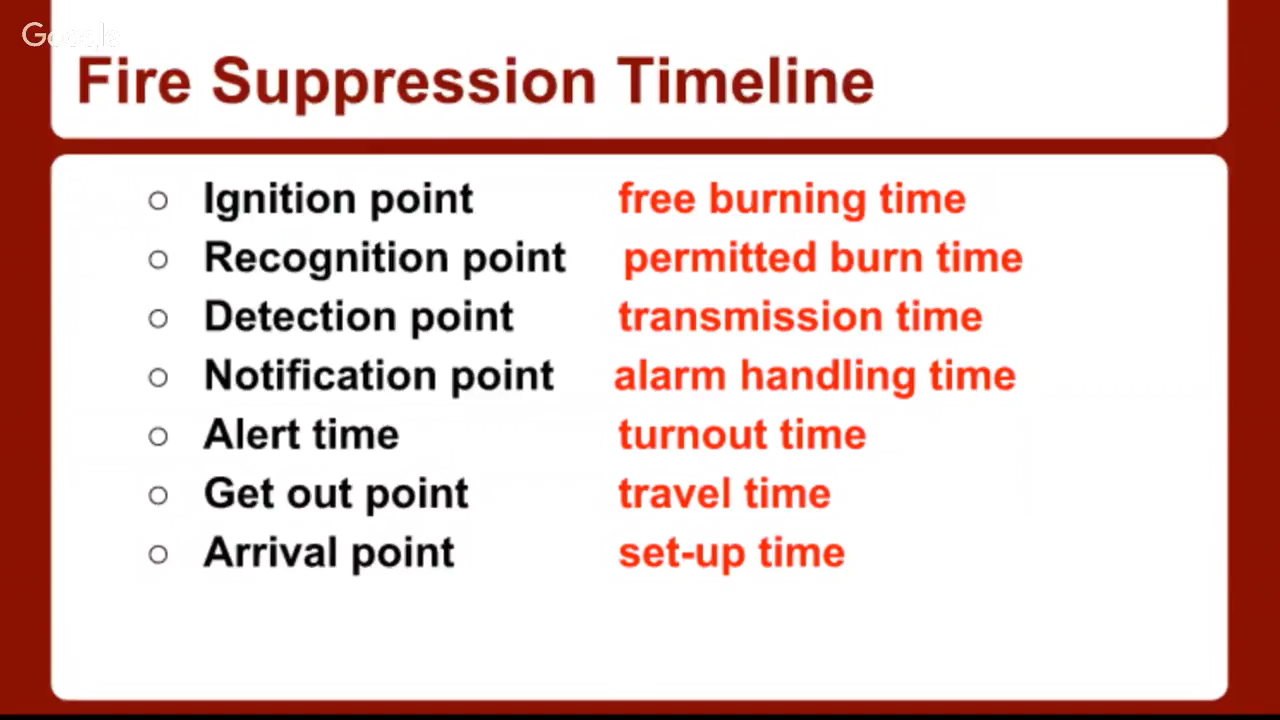 Google
Fire Suppression Timeline
Ignition point free burning time
Recognition point permitted burn time
Detection point transmission time
Notification point alarm handling time
Alert time turnout time
Get out point travel time
Arrival point set-up time